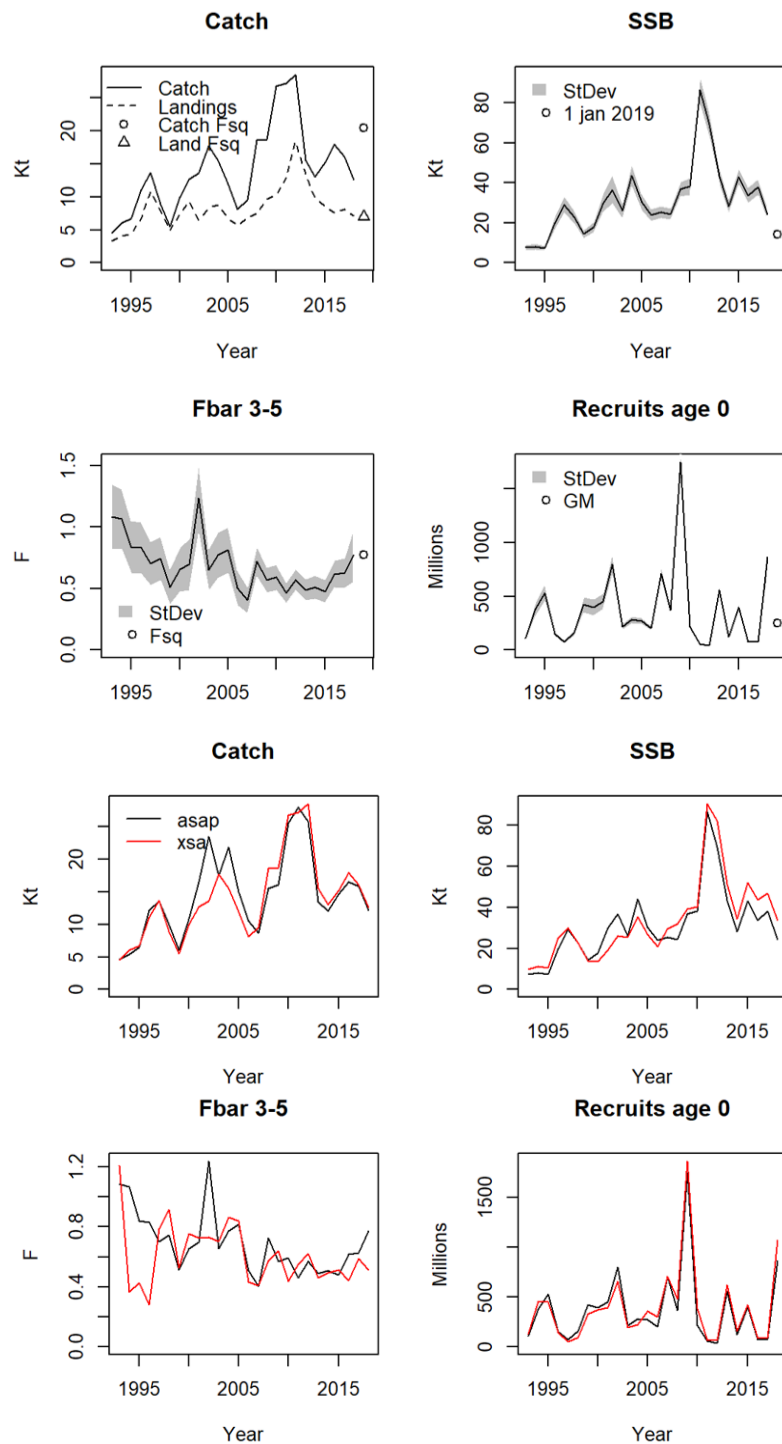 Catch
Kt
0 5 10 20
Catch
Landings
Catch Fsq
Land Fsq
1995 2005 2015
Year
SSB
Kt
0 20 40 60 80
StDev
1 jan 2019
1995 2005 2015
Year
Fbar 3-5
F
0.0 0.5 1.0 1.5
StDev
Fsq
1995 2005 2015
Recruits age 0
Millions
0 500 1000
StDev
GM
1995 2005 2015
Catch
Kt
0 5 10 20
asap
xsa
1995 2005 2015
Year
SSB
Kt
0 20 40 60 80
1995 2005 2015
Year
Fbar 3-5
F
0.0 0.4 0.8 1.2
1995 2005 2015
Year
Recruits age 0
Millions
0 500 1500
1995 2005 2015
Year